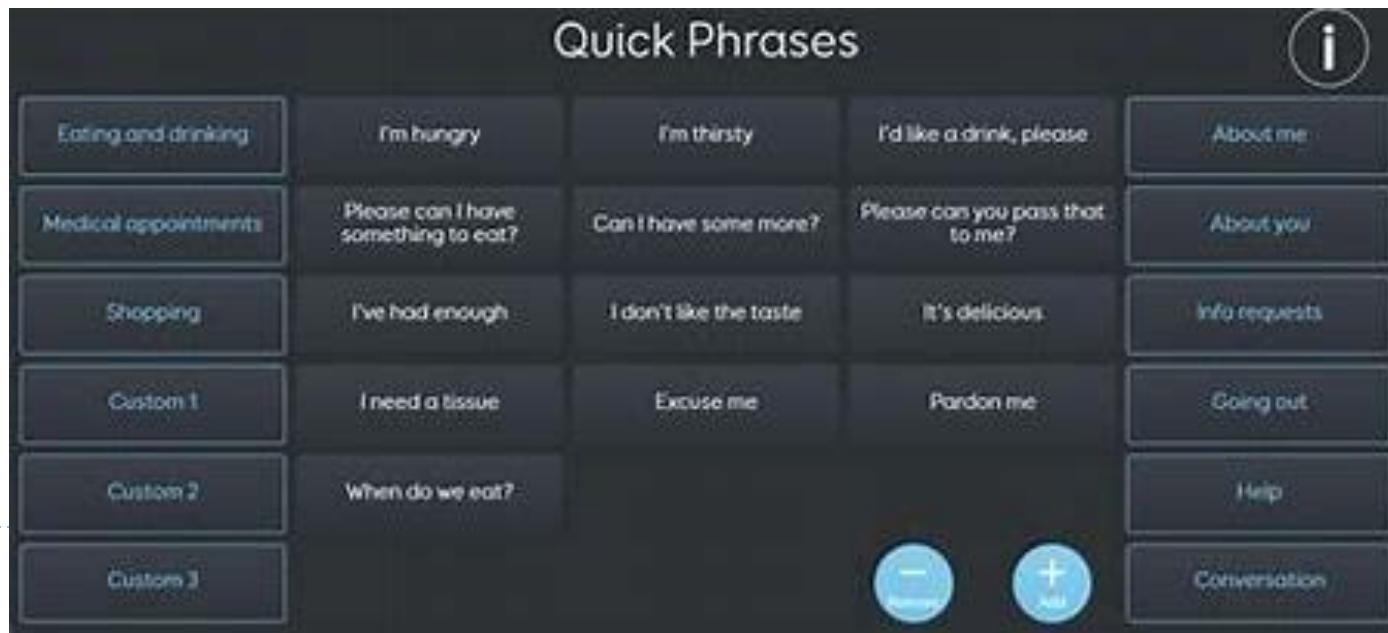 Quick Phrases
i
Eating and drinking
I'm hungry
I'm thirsty
I'd like a drink, please
About me
Medical appointments
Please can I have
something to eat?
Can I have some more?
Please can you pass that
to me?
About you
Shopping
I've had enough
I don't like the taste
It's delicious
Info requests
Custom 1
I need a tissue
Excuse me
Pardon me
Going out
Custom 2
When do we eat?
Help
Custom 3
Add
Conversation